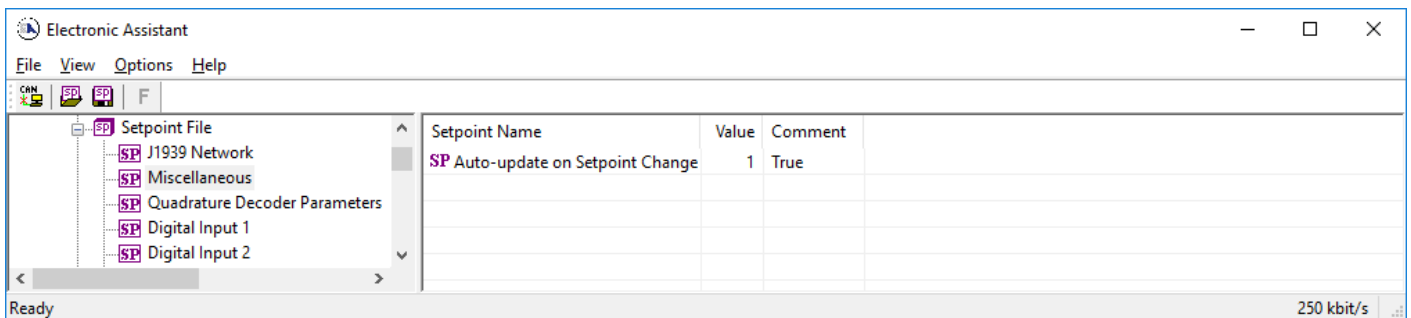 Electronic Assistant
File View Options Help
CAN SP SP F
SP Setpoint File
SP J1939 Network
SP Miscellaneous
SP Quadrature Decoder Parameters
SP Digital Input 1
SP Digital Input 2
Setpoint Name Value Comment
SP Auto-update on Setpoint Change 1 True
Ready 250 kbit/s